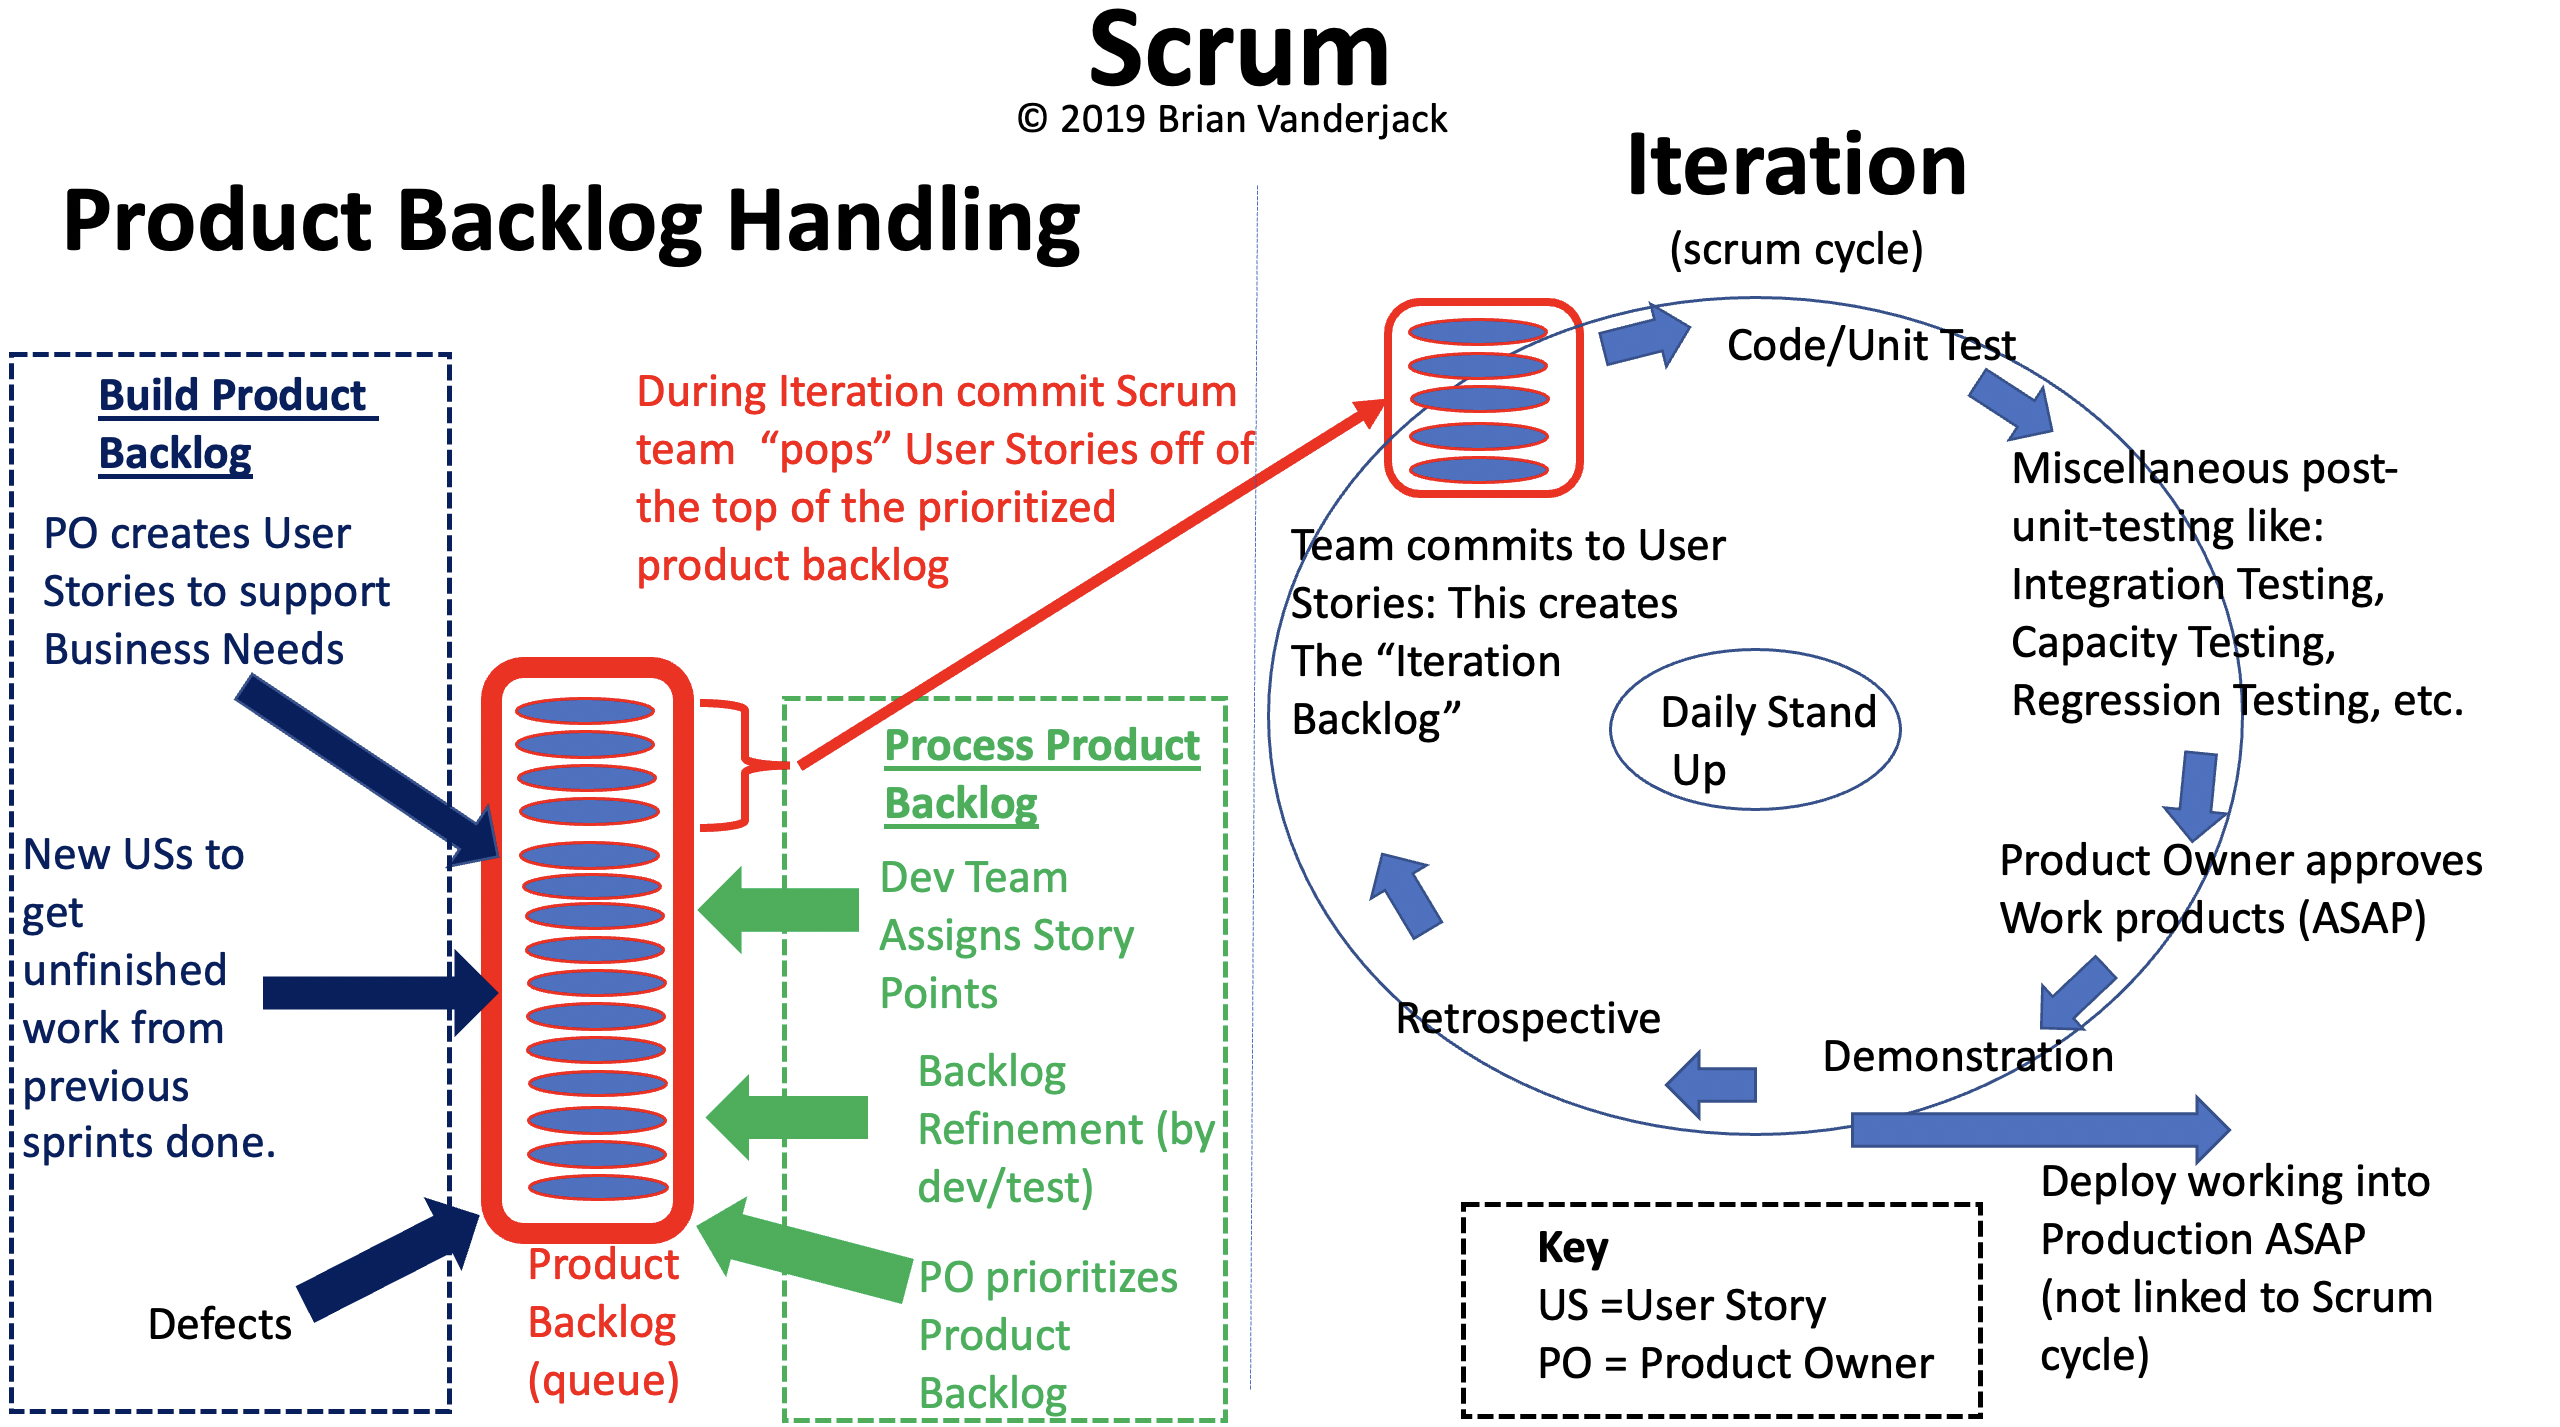 Scrum
© 2019 Brian Vanderjack
Product Backlog Handling
Build Product
Backlog
PO creates User
Stories to support
Business Needs
New USs to
get
unfinished
work from
previous
sprints done.
Defects
During Iteration commit Scrum
team “pops” User Stories off of
the top of the prioritized
product backlog
Product
Backlog
(queue)
Process Product
Backlog
Dev Team
Assigns Story
Points
Backlog
Refinement (by
dev/test)
PO prioritizes
Product
Backlog
Iteration
(scrum cycle)
Code/Unit Test
Miscellaneous post-
unit-testing like:
Integration Testing,
Capacity Testing,
Regression Testing, etc.
Team commits to User
Stories: This creates
The “Iteration
Backlog”
Daily Stand
Up
Product Owner approves
Work products (ASAP)
Demonstration
Retrospective
Deploy working into
Production ASAP
(not linked to Scrum
cycle)
Key
US =User Story
PO = Product Owner